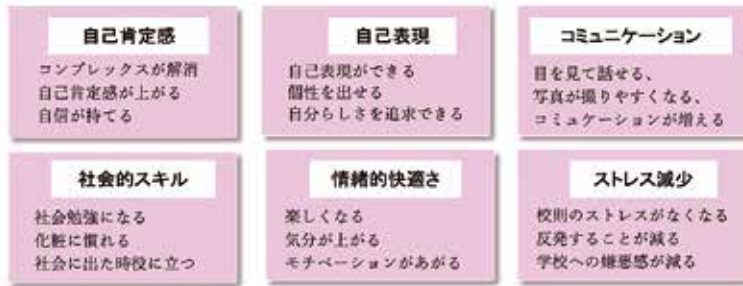 自己肯定感
コンプレックスが解消
自己肯定感が上がる
自信が持てる
自己表現
自己表現ができる
個性を出せる
自分らしさを追求できる
コミュニケーション
目を見て話せる、
写真が撮りやすくなる、
コミュケーションが増える
社会的スキル
社会勉強になる
化粧に慣れる
社会に出た時役に立つ
情緒的快適さ
楽しくなる
気分が上がる
モチベーションがあがる
ストレス減少
校則のストレスがなくなる
反発することが減る
学校への嫌悪感が減る